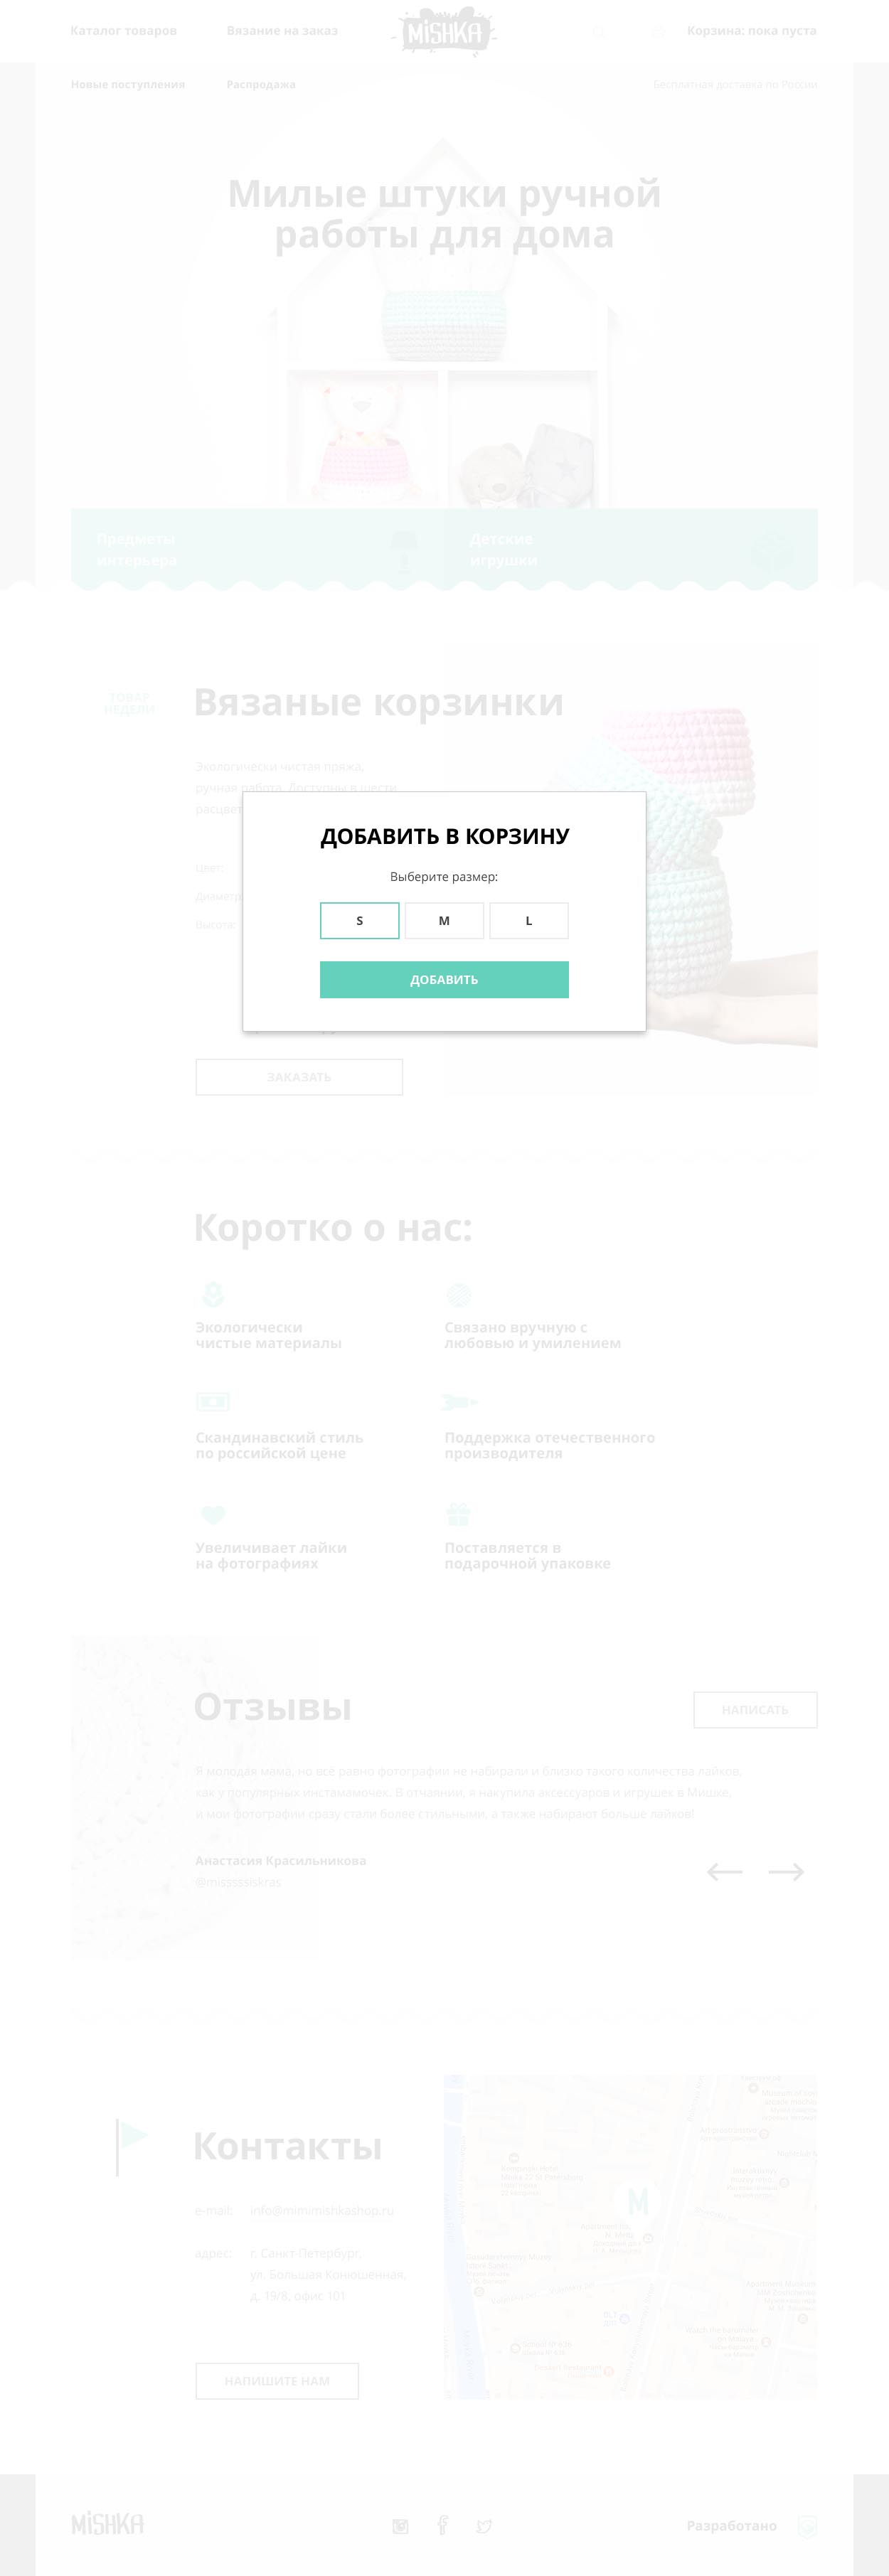 Каталог товаров
Вязание на заказ
MiSHKA
Корзина: пока пуста
Новые поступления
Распродажа
Бесплатная доставка по России
Милые штуки ручной
работы для дома
Предметы
интерьера
Детские
игрушки
ТОВАР
НЕДЕЛИ
Вязаные корзинки
Экологически чистая пряжа,
ручная работа. Доступны в шести
расцвет
Цвет:
Диаметр
Высота:
ДОБАВИТЬ В КОРЗИНУ
Выберите размер:
S
M
L
ДОБАВИТЬ
ЗАКАЗАТЬ
Коротко о нас:
Экологически
чистые материалы
Связано вручную с
любовью и умилением
Скандинавский стиль
по российской цене
Поддержка отечественного
производителя
Увеличивает лайки
на фотографиях
Поставляется в
подарочной упаковке
Отзывы
НАПИСАТЬ
Я молодая мама, но всё равно фотографии не набирали и близко такого количества лайков,
как у популярных инстамамочек. В отчаянии, я накупила аксессуаров и игрушек в Мишке,
и мои фотографии сразу стали более стильными, а также набирают больше лайков!
Анастасия Красильникова
Контакты
e-mail:
info@mimimishkashop.ru
адрес:
г. Санкт-Петербург,
ул. Большая Конюшенная,
д. 19/8, офис 101
НАПИШИТЕ НАМ
M
MiSHKA
Разработано